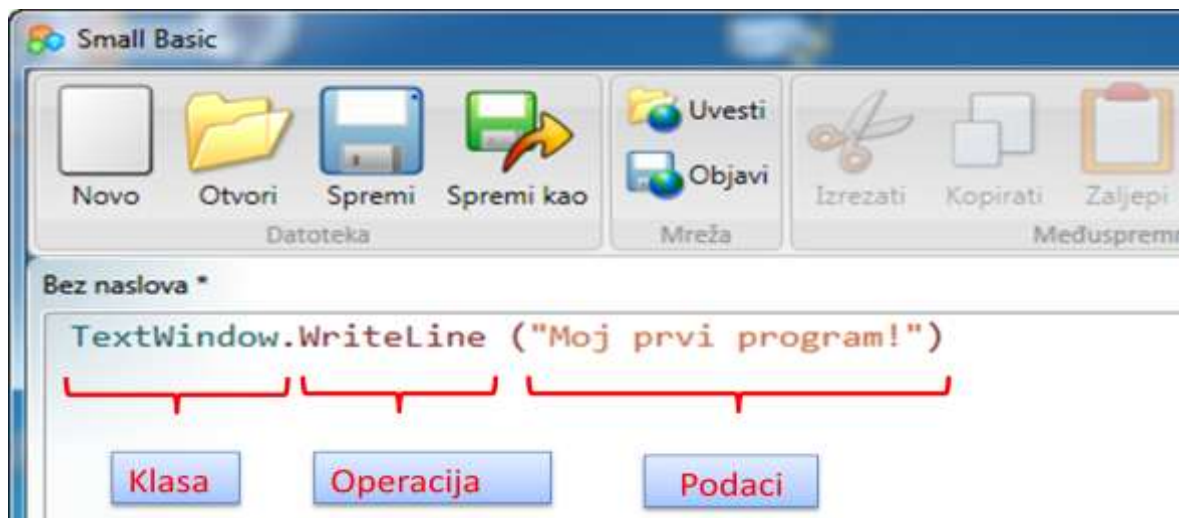 Small Basic
Uvesti
Objavi
Novo Otvori Spremi Spremi kao
Izrezati Kopirati Zaljepi
Datoteka Mreža
Bez naslova *
TextWindow.WriteLine ("Moj prvi program!")
Klasa Operacija Podaci